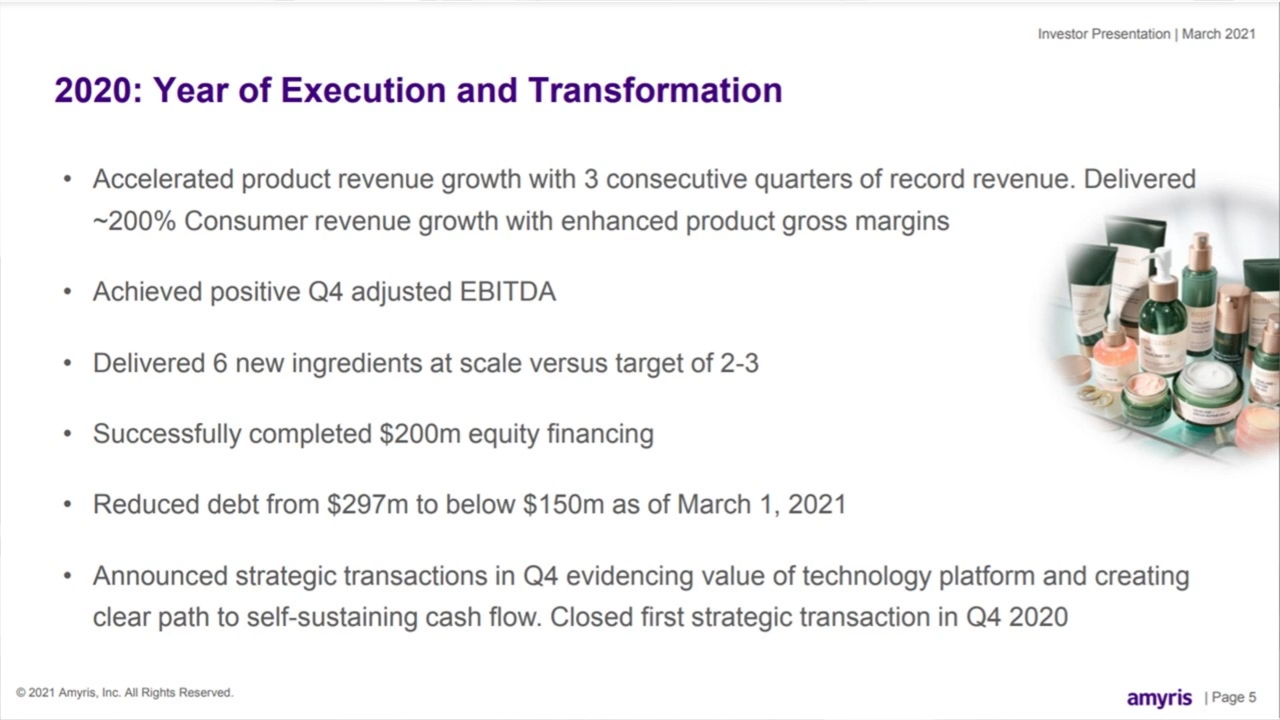 Investor Presentation | March 2021
2020: Year of Execution and Transformation
• Accelerated product revenue growth with 3 consecutive quarters of record revenue. Delivered
~200% Consumer revenue growth with enhanced product gross margins
• Achieved positive Q4 adjusted EBITDA
• Delivered 6 new ingredients at scale versus target of 2-3
• Successfully completed $200m equity financing
• Reduced debt from $297m to below $150m as of March 1, 2021
• Announced strategic transactions in Q4 evidencing value of technology platform and creating
clear path to self-sustaining cash flow. Closed first strategic transaction in Q4 2020
© 2021 Amyris, Inc. All Rights Reserved.
amyris | Page 5